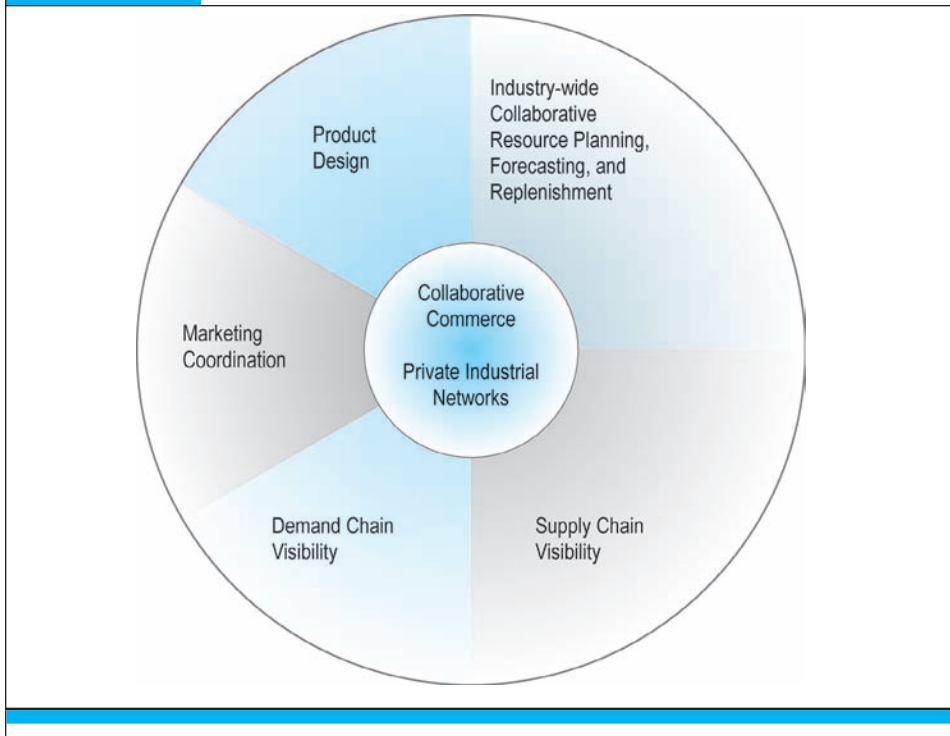 Product
Design
Industry-wide
Collaborative
Resource Planning,
Forecasting, and
Replenishment
Collaborative
Commerce
Private Industrial
Networks
Marketing
Coordination
Demand Chain
Visibility
Supply Chain
Visibility